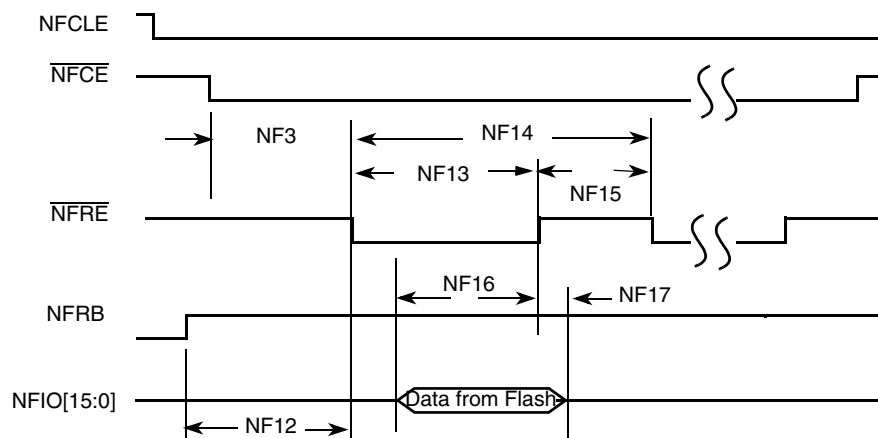 NFCLE
NFCE
NF3
NF14
NF13
NF15
NFRE
NF16
NF17
NFRB
NFIO[15:0]
Data from Flash
NF12